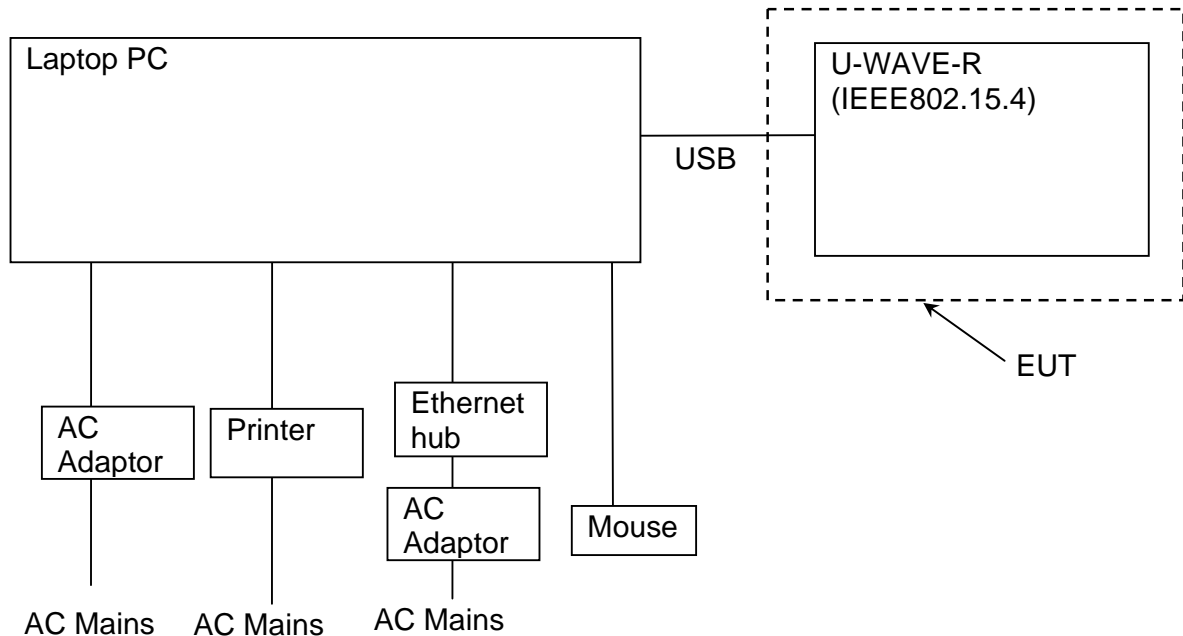 Laptop PC
U-WAVE-R
(IEEE802.15.4)
USB
EUT
AC
Adaptor
Printer
Ethernet
hub
AC
Adaptor
Mouse
AC Mains
AC Mains
AC Mains